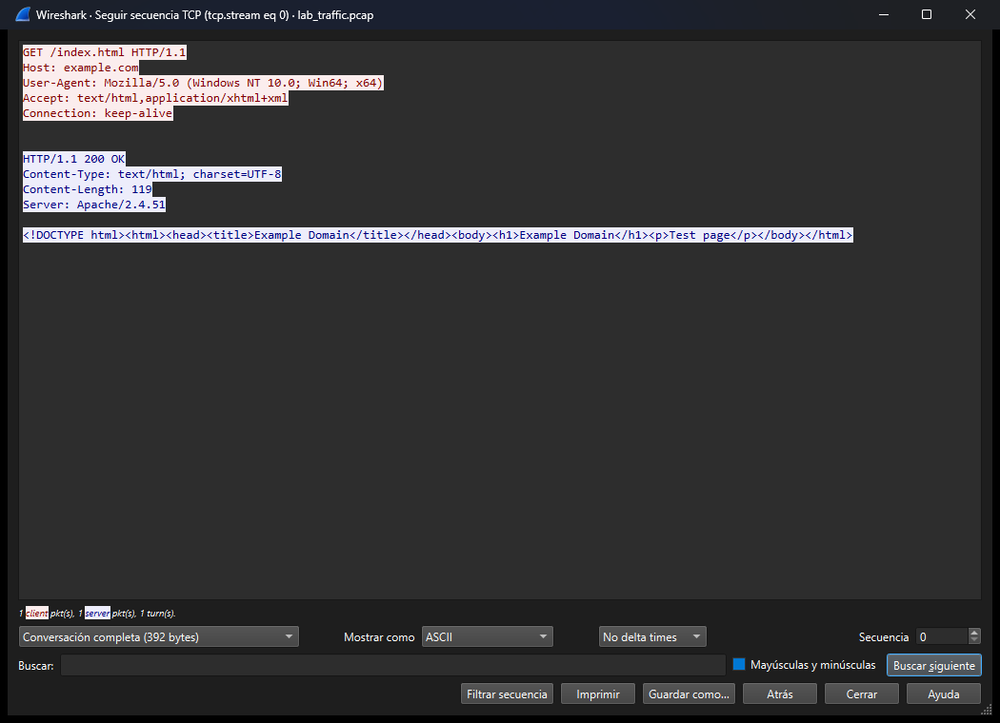 Wireshark · Seguir secuencia TCP (tcp.stream eq 0) · lab_traffic.pcap
GET /index.html HTTP/1.1
Host: example.com
User-Agent: Mozilla/5.0 (Windows NT 10.0; Win64; x64)
Accept: text/html,application/xhtml+xml
Connection: keep-alive
HTTP/1.1 200 OK
Content-Type: text/html; charset=UTF-8
Content-Length: 119
Server: Apache/2.4.51
<!DOCTYPE html><html><head><title>Example Domain</title></head><body><h1>Example Domain</h1><p>Test page</p></body></html>
1 client pkt(s), 1 server pkt(s), 1 turn(s).
Conversación completa (392 bytes) Mostrar como ASCII No delta times Secuencia 0
Buscar: Mayúsculas y minúsculas Buscar siguiente
Filtrar secuencia Imprimir Guardar como... Atrás Cerrar Ayuda